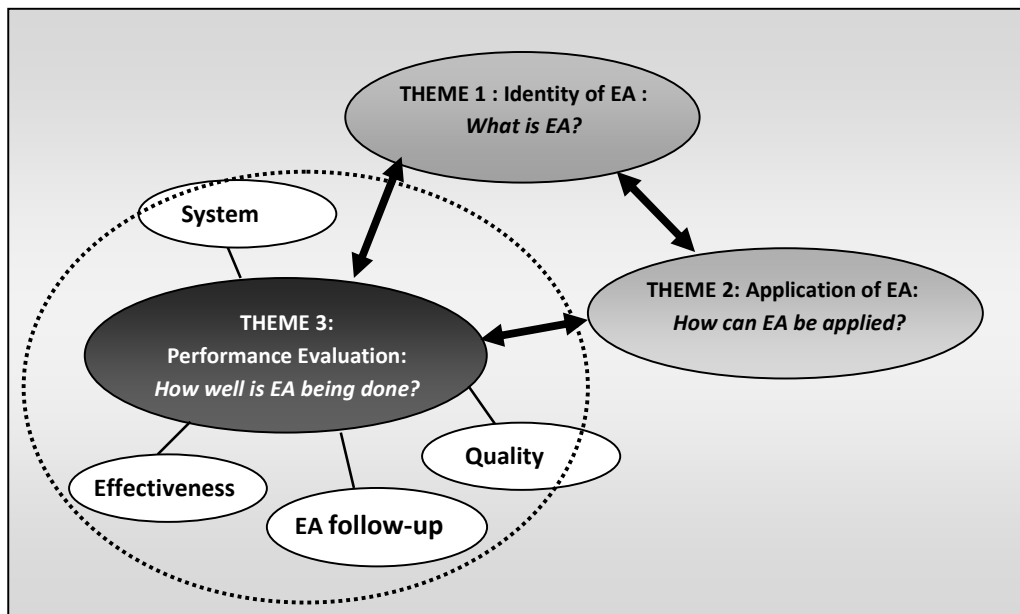 THEME 1 : Identity of EA :
What is EA?
System
THEME 2: Application of EA:
How can EA be applied?
THEME 3:
Performance Evaluation:
How well is EA being done?
Quality
Effectiveness
EA follow-up